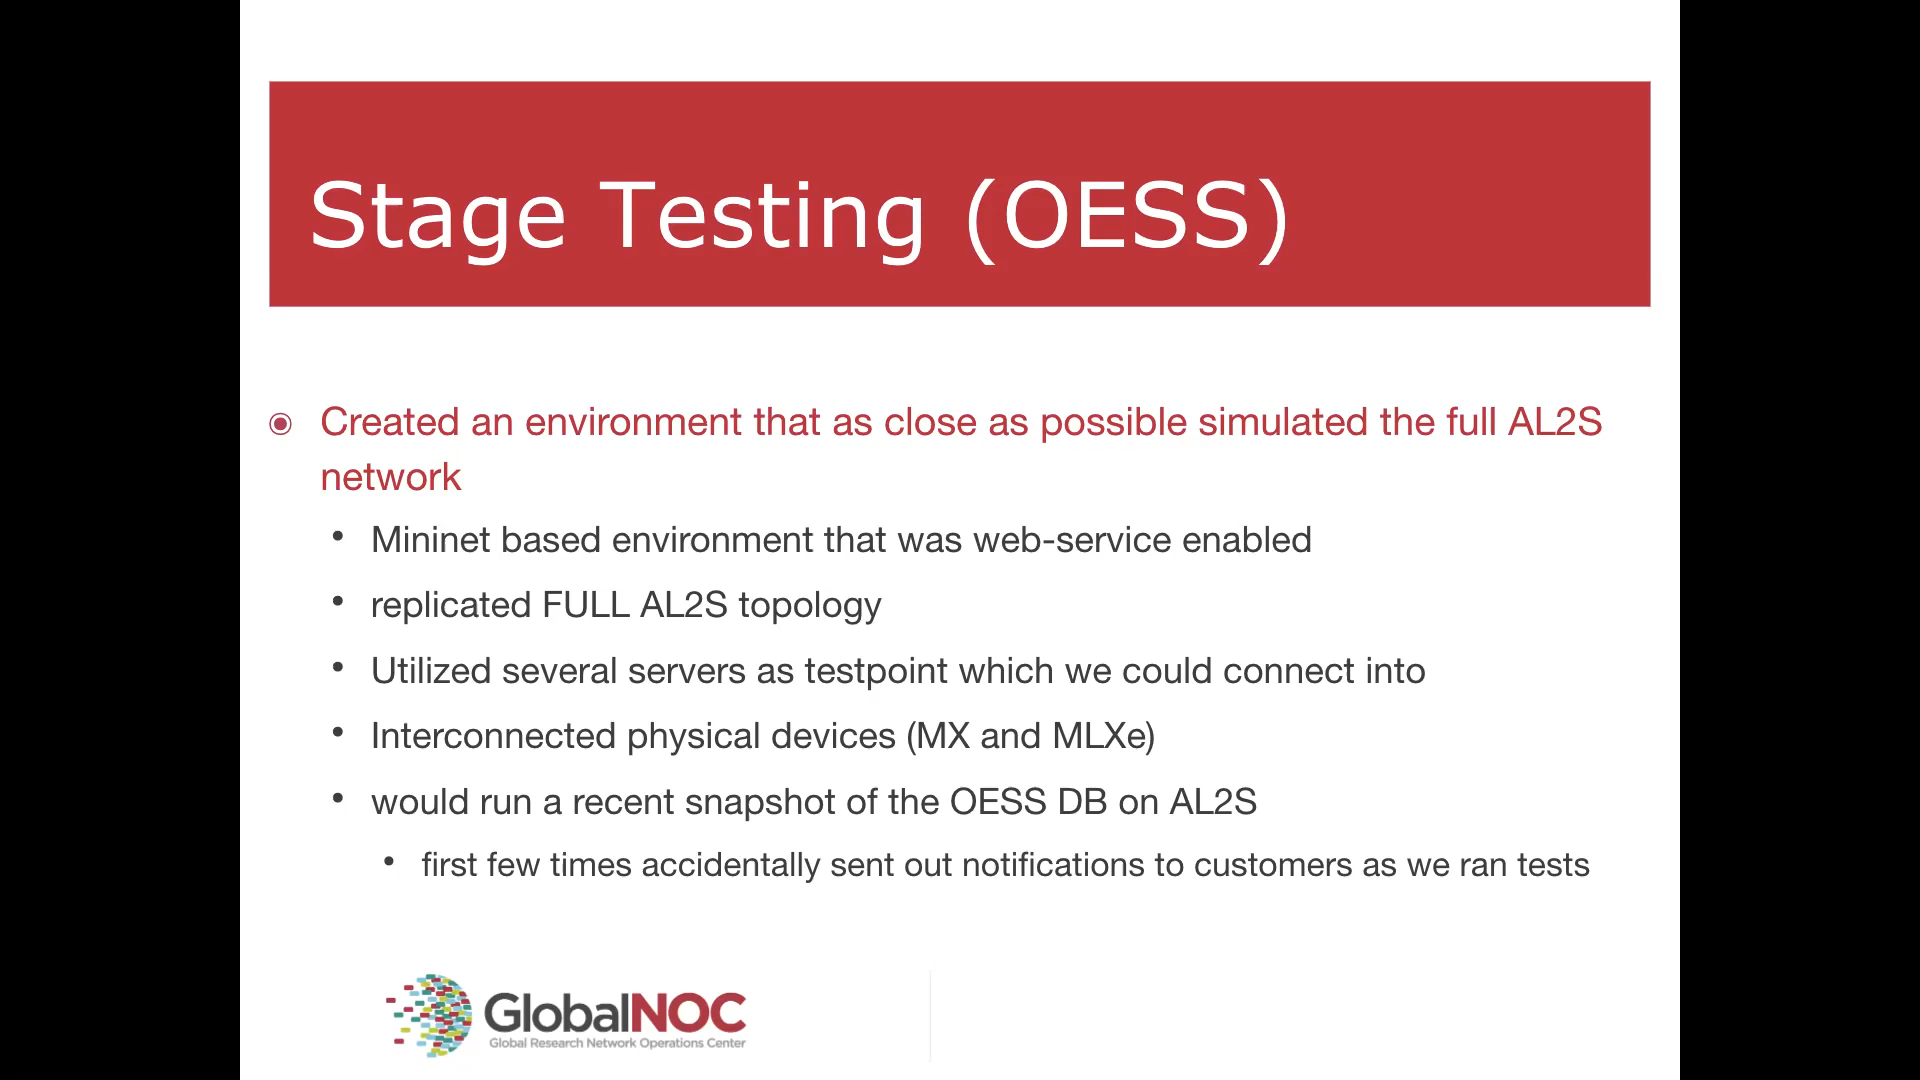 Stage Testing (OESS)
Created an environment that as close as possible simulated the full AL2S
network
Mininet based environment that was web-service enabled
replicated FULL AL2S topology
Utilized several servers as testpoint which we could connect into
Interconnected physical devices (MX and MLXe)
would run a recent snapshot of the OESS DB on AL2S
first few times accidentally sent out notifications to customers as we ran tests
GlobalNOC
Global Research Network Operations Center